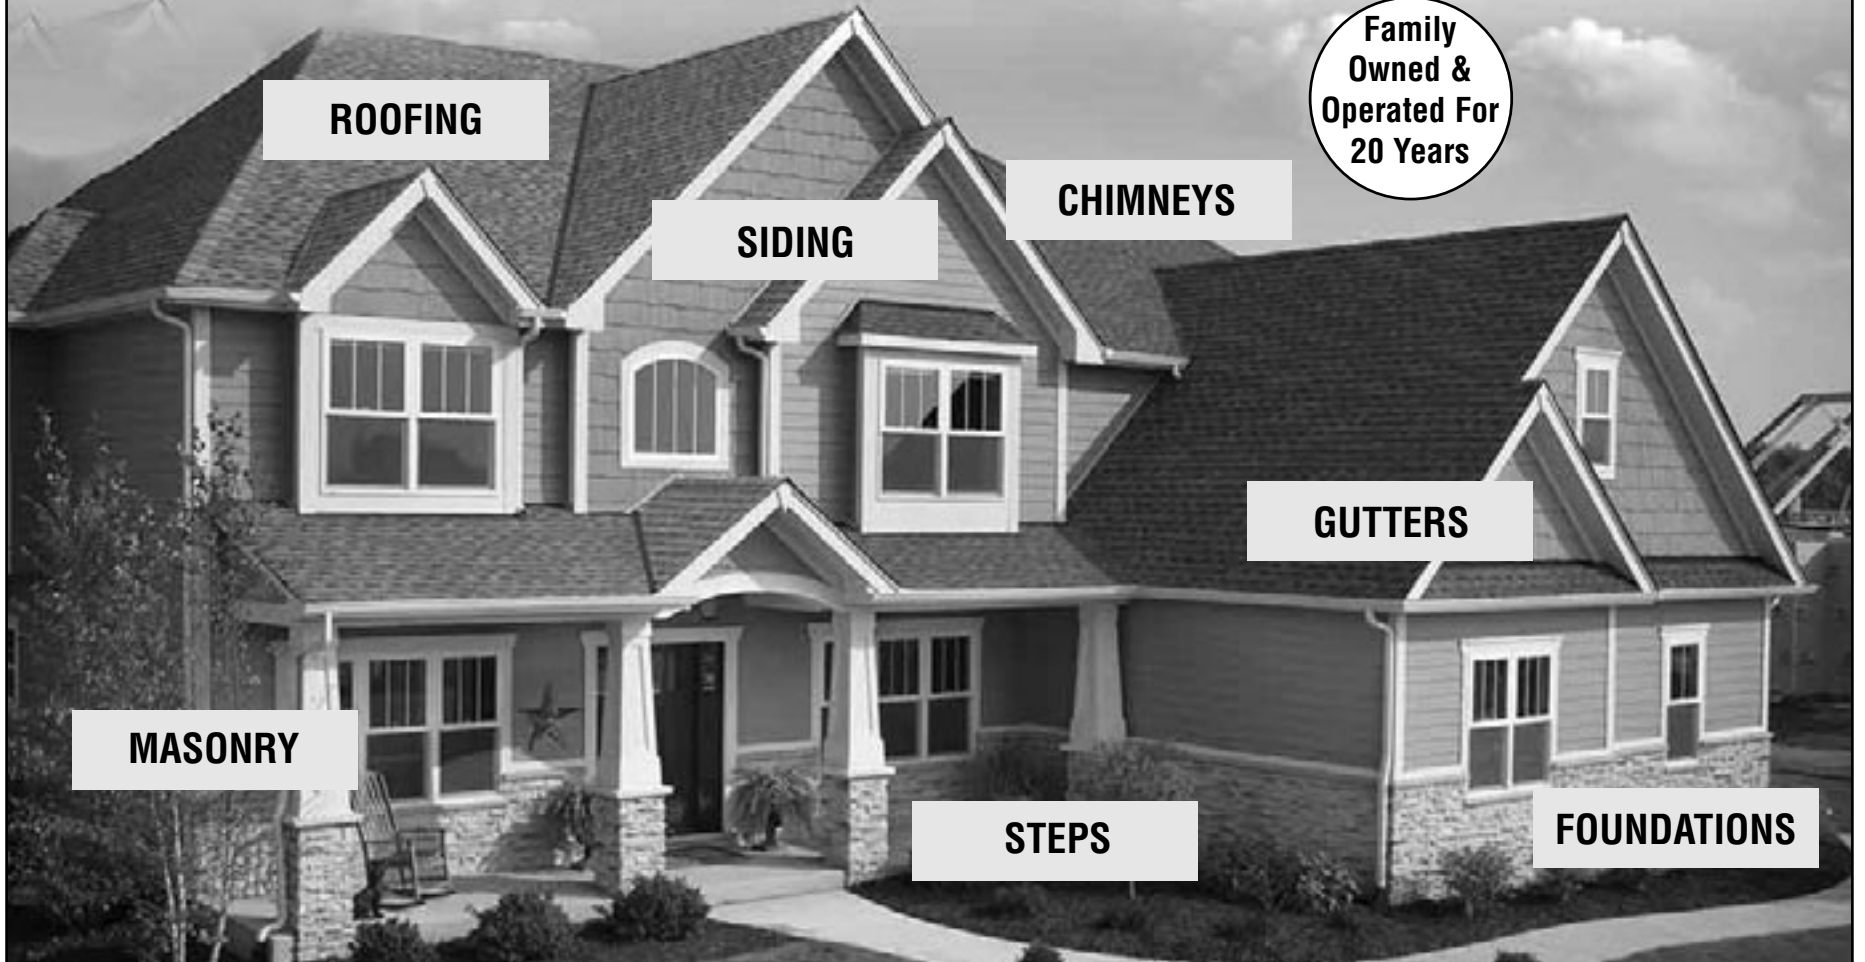 Family
Owned &
Operated For
20 Years
ROOFING
CHIMNEYS
SIDING
GUTTERS
MASONRY
STEPS
FOUNDATIONS